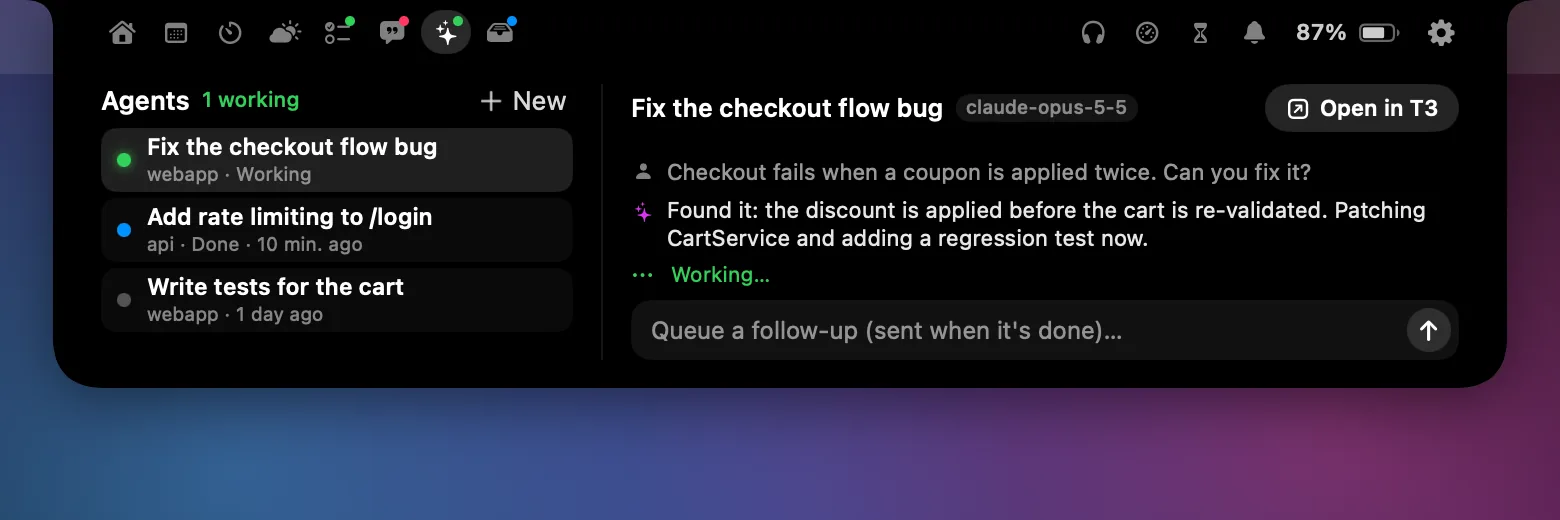 87%
Agents 1 working + New
Fix the checkout flow bug
webapp · Working
Add rate limiting to /login
api · Done · 10 min. ago
Write tests for the cart
webapp · 1 day ago
Fix the checkout flow bug claude-opus-5-5 Open in T3
Checkout fails when a coupon is applied twice. Can you fix it?
Found it: the discount is applied before the cart is re-validated. Patching
CartService and adding a regression test now.
Working...
Queue a follow-up (sent when it's done)...